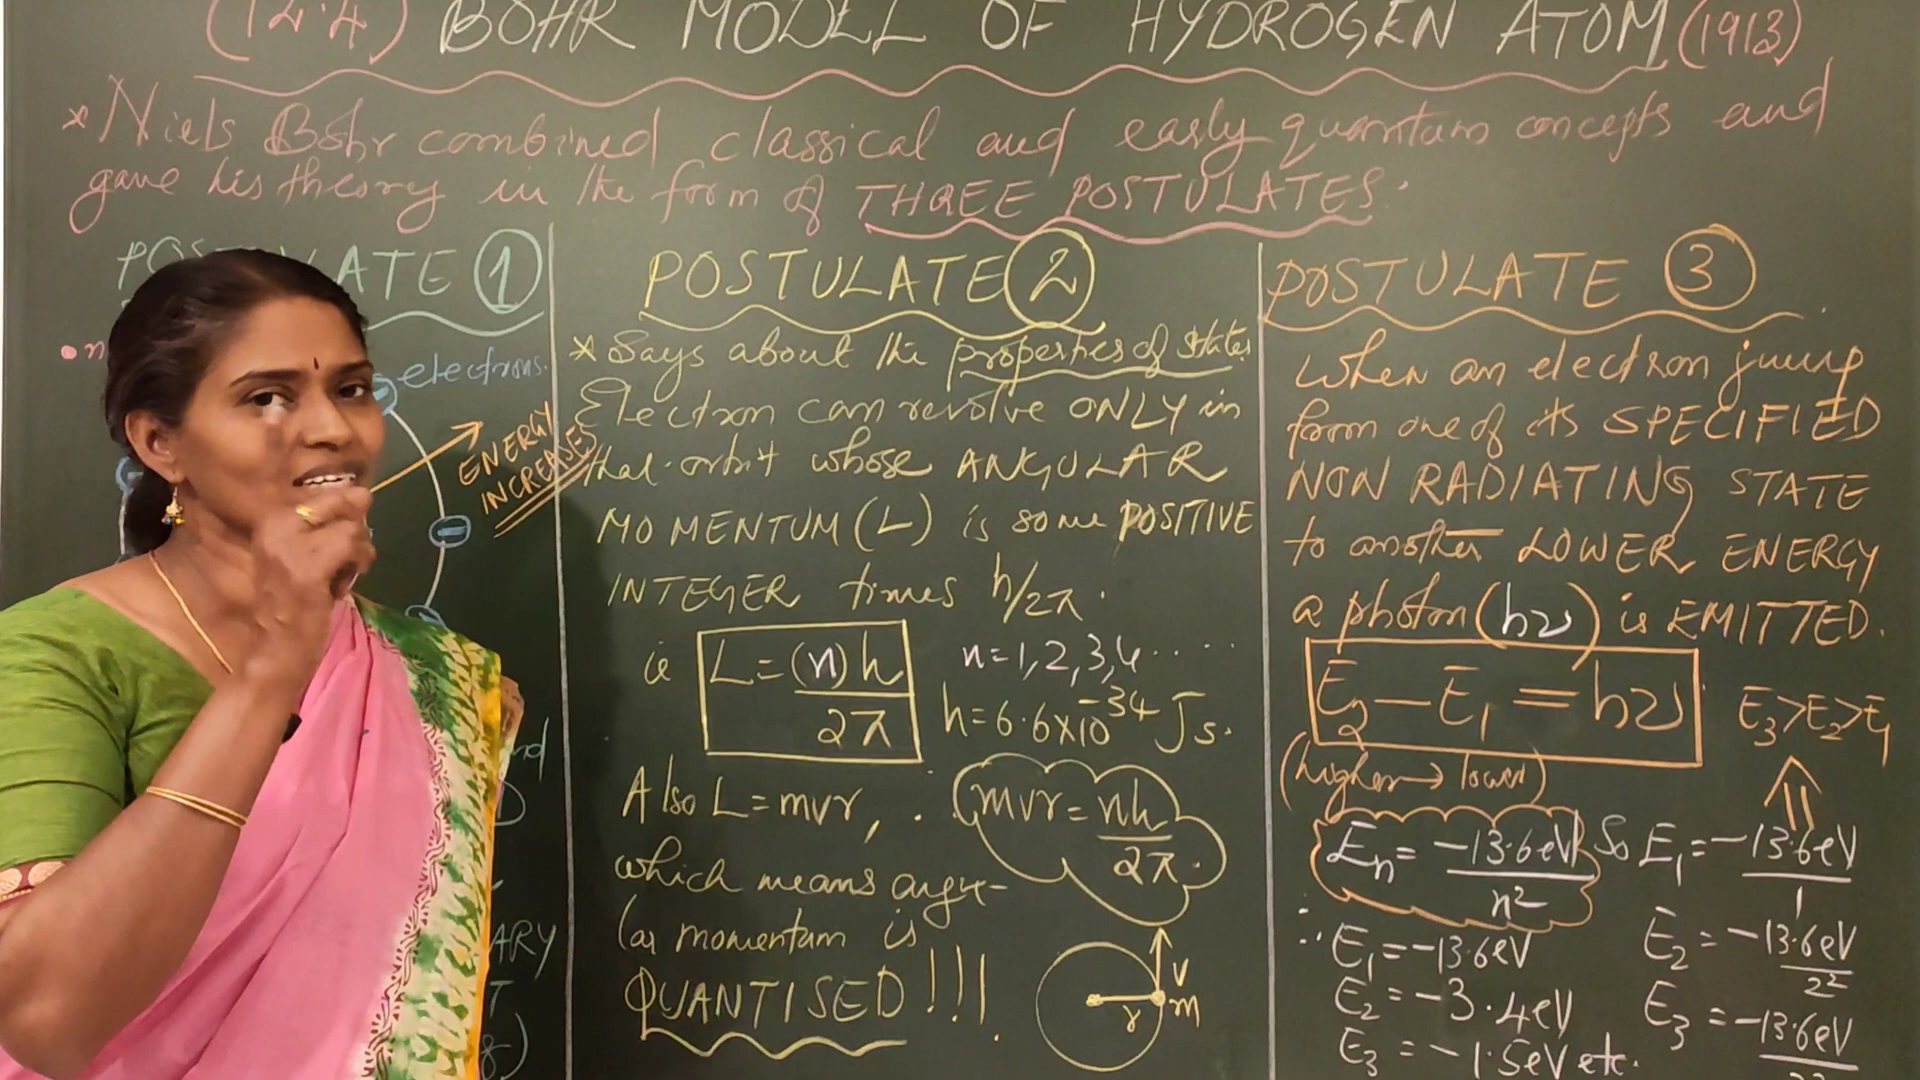 (12.4) BOHR MODEL OF HYDROGEN ATOM (1913)
* Niels Bohr combined classical and early quantum concepts and
gave his theory in the form of THREE POSTULATES.
ATE 1
electrons.
ENERGY
INCREASES
nd
ARY
T
POSTULATE 2
* Says about the properties of states
Electron can revolve ONLY in
that orbit whose ANGULAR
MOMENTUM (L) is some POSITIVE
INTEGER times h/2π.
ie L = (n)h/2π n = 1, 2, 3, 4 .....
h = 6.6×10⁻³⁴ Js.
Also L = mvr, ∴ mvr = nh/2π.
which means angu-
lar momentum is
QUANTISED!!!
v
r m
POSTULATE 3
When an electron jump
from one of its SPECIFIED
NON RADIATING STATE
to another LOWER ENERGY
a photon (hν) is EMITTED.
E₂ – E₁ = hν E₃>E₂>E₁
(higher → lower)
Eₙ = –13.6eV/n² So E₁ = –13.6eV/1
∴ E₁ = –13.6eV E₂ = –13.6eV/2²
E₂ = –3.4eV E₃ = –13.6eV
E₃ = –1.5eV etc.